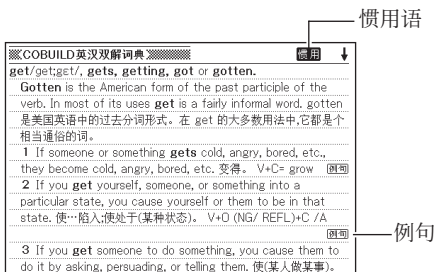 惯用语
COBUILD英汉双解词典 惯用
get/get;gɛt/, gets, getting, got or gotten.
Gotten is the American form of the past participle of the
verb. In most of its uses get is a fairly informal word. gotten
是美国英语中的过去分词形式。在 get 的大多数用法中,它都是个
相当通俗的词。
1 If someone or something gets cold, angry, bored, etc.,
they become cold, angry, bored, etc. 变得。 V+C= grow 例句
2 If you get yourself, someone, or something into a
particular state, you cause yourself or them to be in that
state. 使…陷入;使处于(某种状态)。 V+O (NG/ REFL)+C /A
例句
例句
3 If you get someone to do something, you cause them to
do it by asking, persuading, or telling them. 使(某人做某事)。